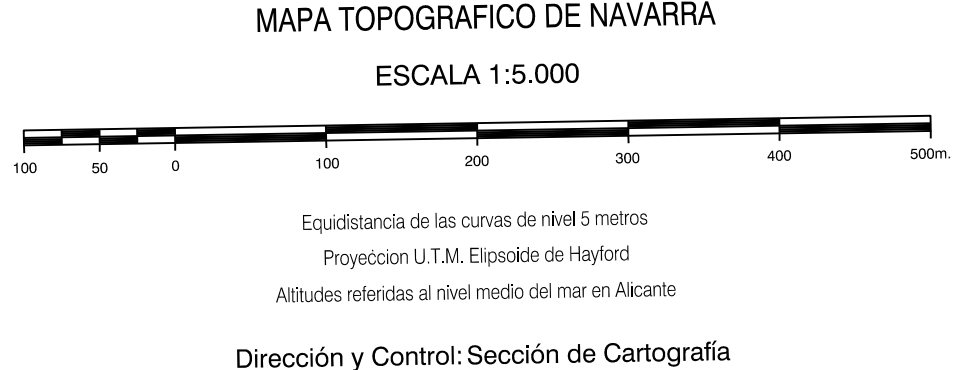 MAPA TOPOGRAFICO DE NAVARRA
ESCALA 1:5.000
100 50 0 100 200 300 400 500m.
Equidistancia de las curvas de nivel 5 metros
Proyección U.T.M. Elipsoide de Hayford
Altitudes referidas al nivel medio del mar en Alicante
Dirección y Control: Sección de Cartografía